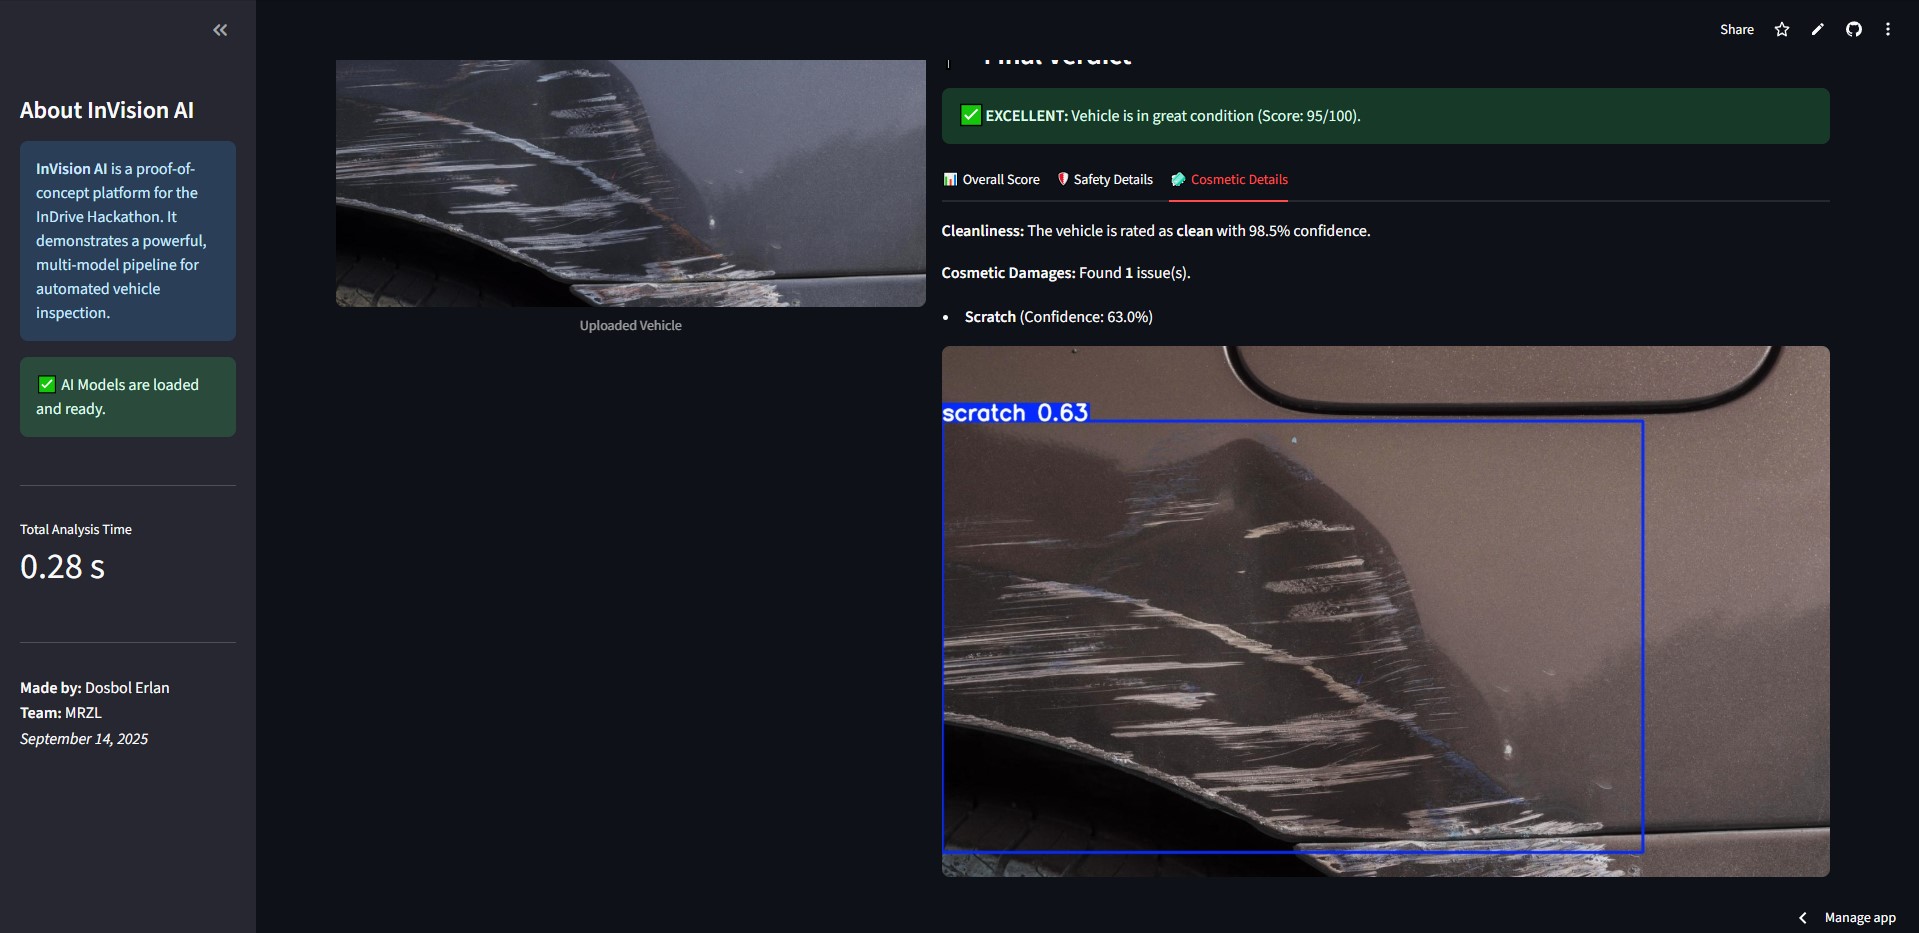 Share
About InVision AI
InVision AI is a proof-of-
concept platform for the
InDrive Hackathon. It
demonstrates a powerful,
multi-model pipeline for
automated vehicle
inspection.
✅ AI Models are loaded
and ready.
Total Analysis Time
0.28 s
Made by: Dosbol Erlan
Team: MRZL
September 14, 2025
Uploaded Vehicle
Final Verdict
✅ EXCELLENT: Vehicle is in great condition (Score: 95/100).
Overall Score Safety Details Cosmetic Details
Cleanliness: The vehicle is rated as clean with 98.5% confidence.
Cosmetic Damages: Found 1 issue(s).
• Scratch (Confidence: 63.0%)
scratch 0.63
Manage app